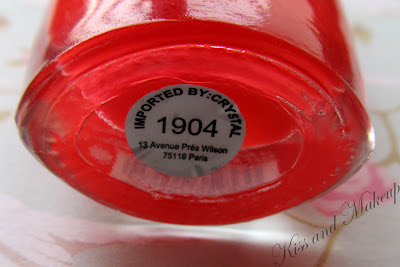 IMPORTED BY:CRYSTAL
1904
13 Avenue Prés Wilson
75116 Paris
Kiss and Makeup